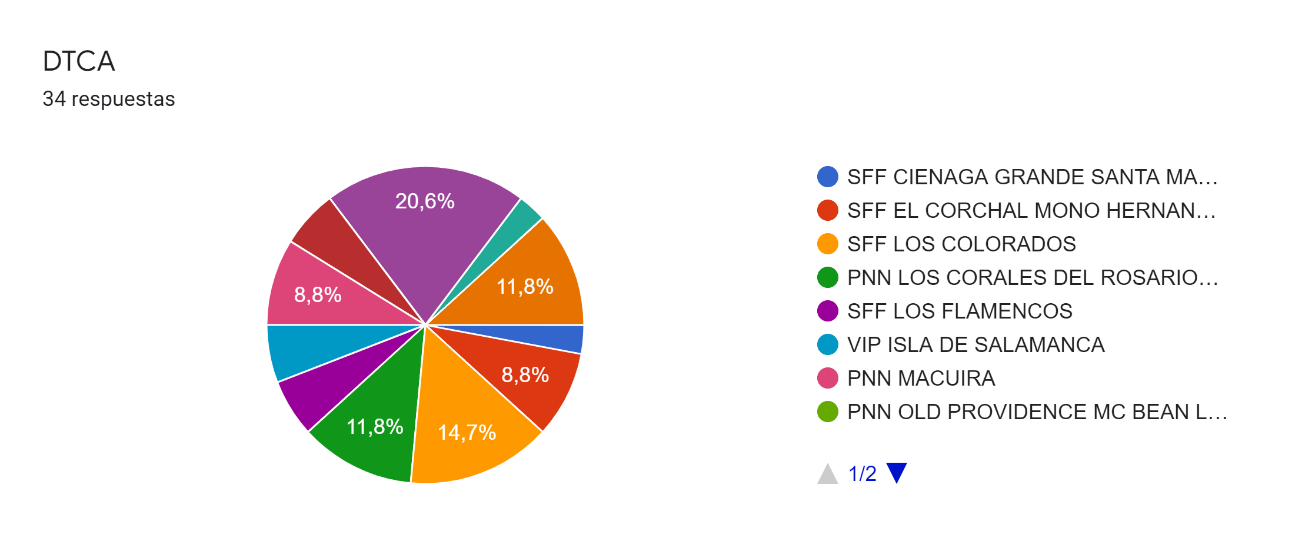 DTCA
34 respuestas
20,6%
11,8%
8,8%
8,8%
11,8%
14,7%
SFF CIENAGA GRANDE SANTA MA…
SFF EL CORCHAL MONO HERNAN…
SFF LOS COLORADOS
PNN LOS CORALES DEL ROSARIO…
SFF LOS FLAMENCOS
VIP ISLA DE SALAMANCA
PNN MACUIRA
PNN OLD PROVIDENCE MC BEAN L…
1/2